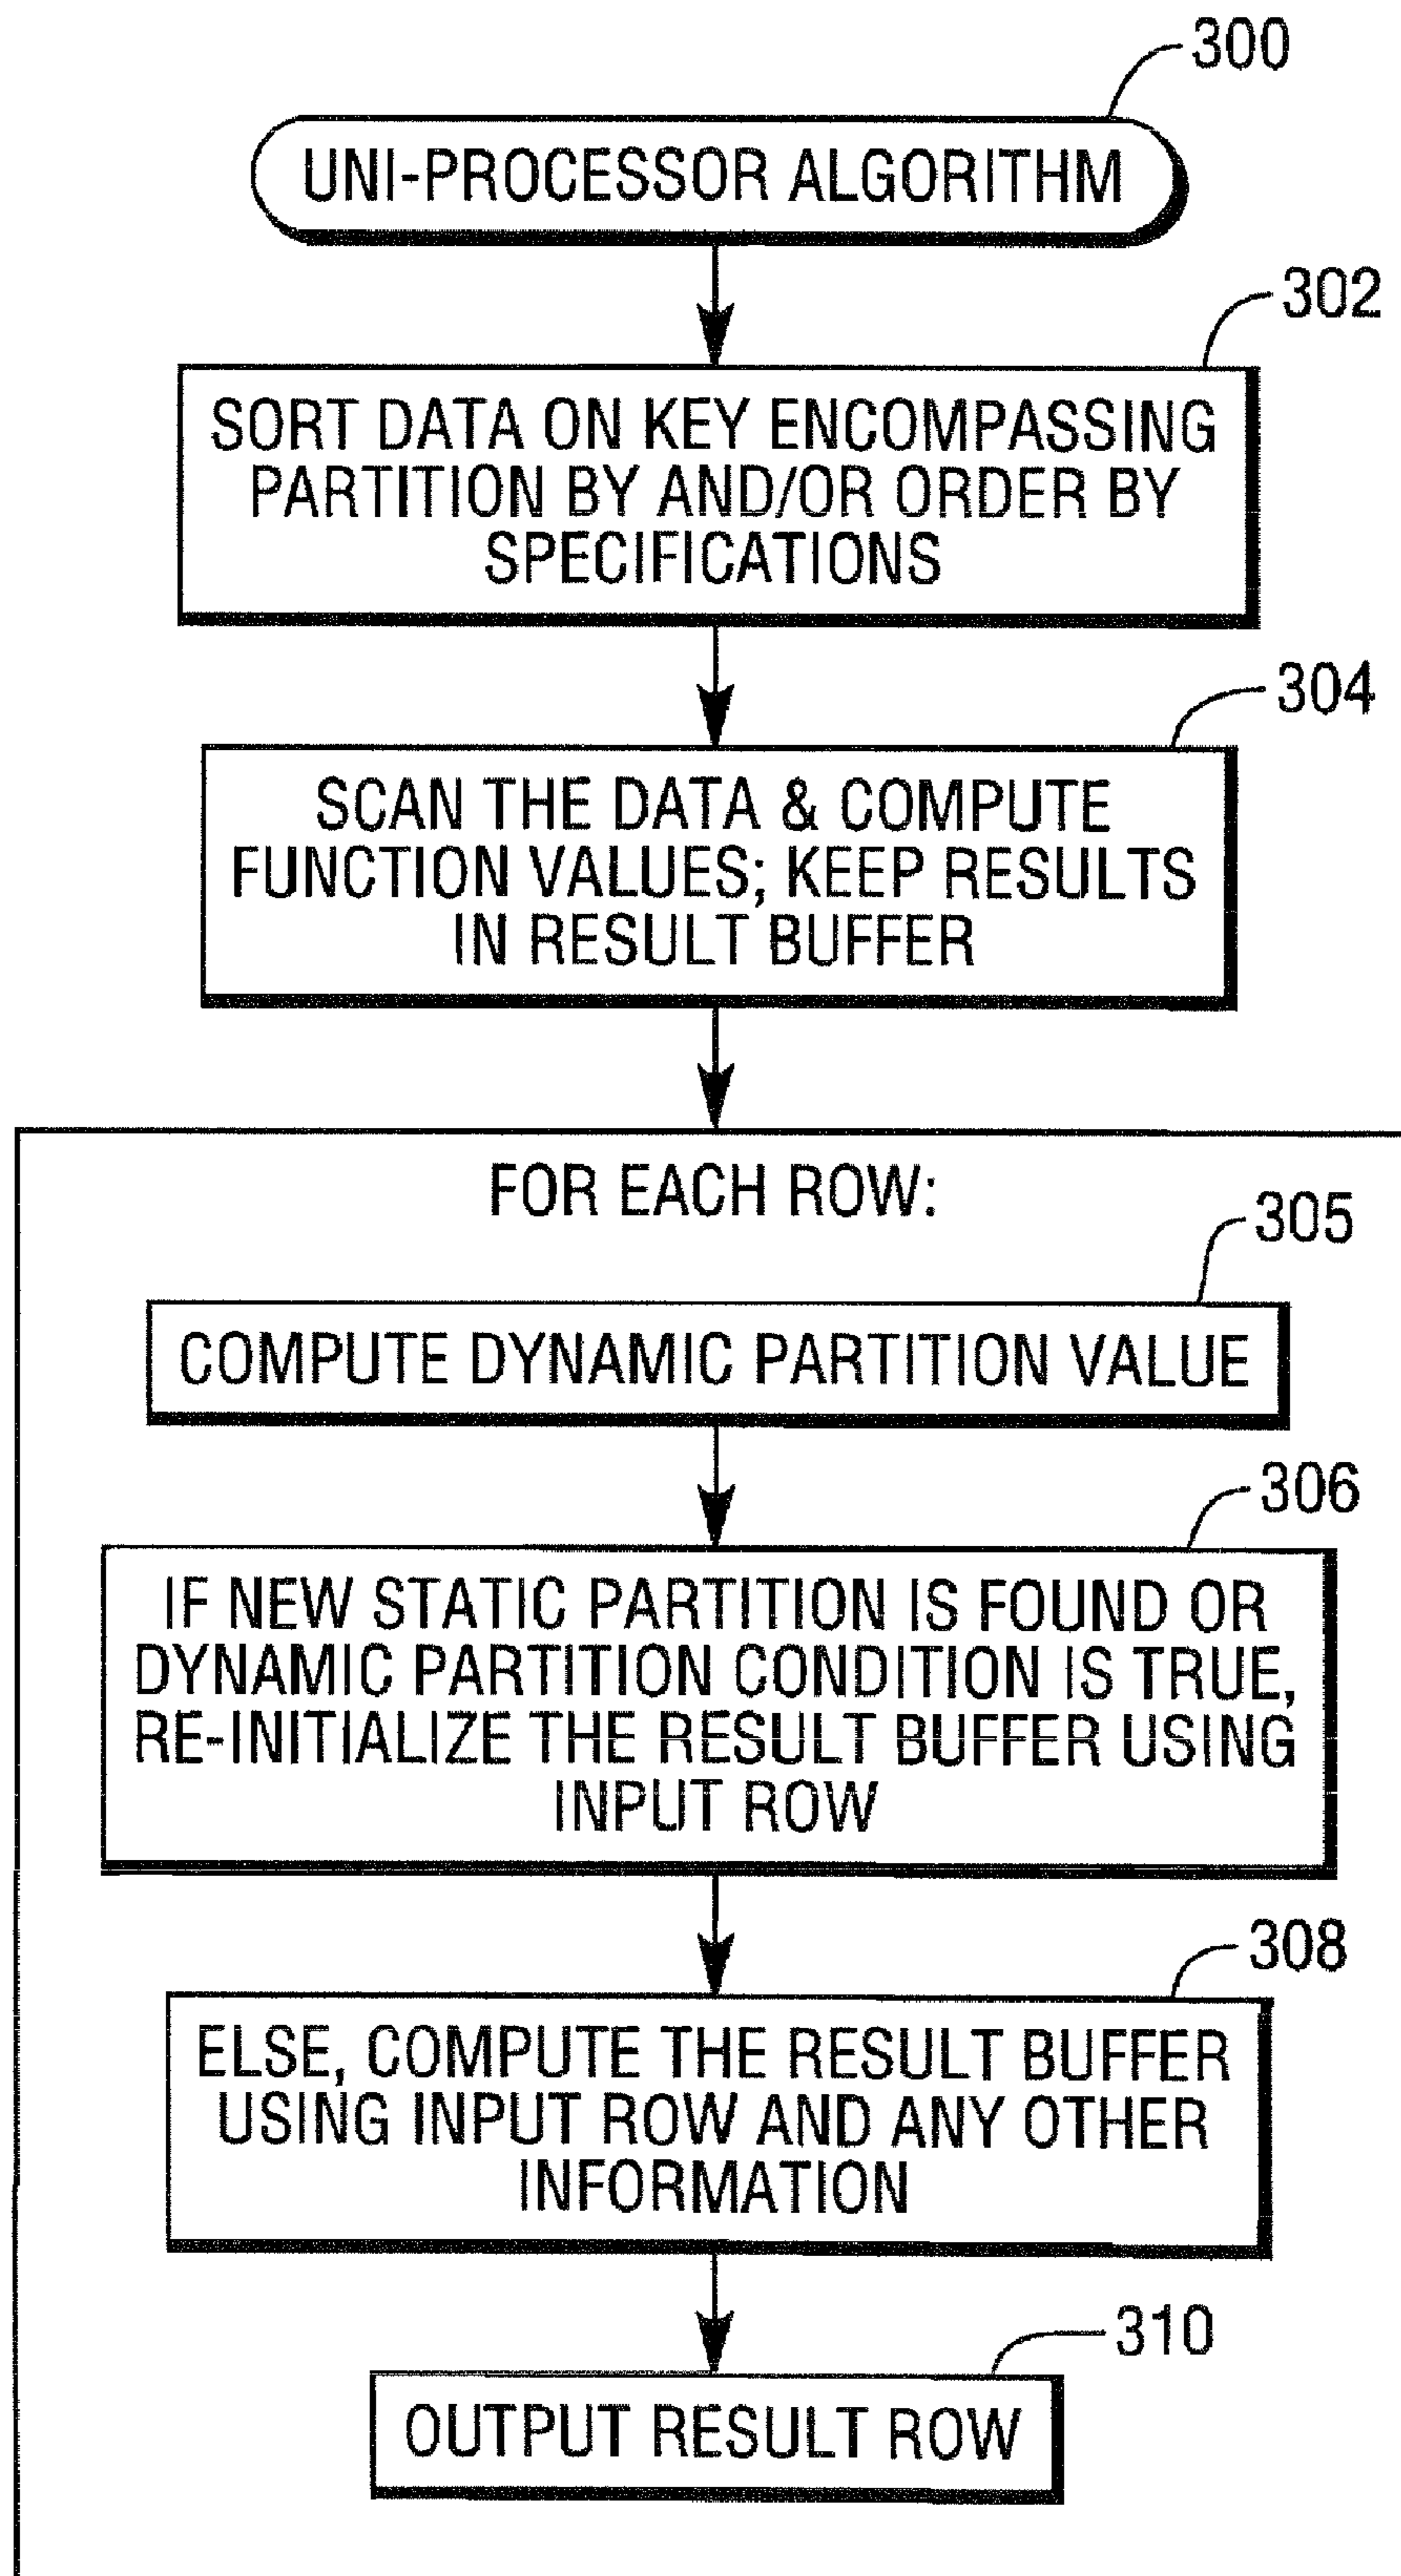 300
UNI-PROCESSOR ALGORITHM
302
SORT DATA ON KEY ENCOMPASSING
PARTITION BY AND/OR ORDER BY
SPECIFICATIONS
304
SCAN THE DATA & COMPUTE
FUNCTION VALUES; KEEP RESULTS
IN RESULT BUFFER
FOR EACH ROW:
305
COMPUTE DYNAMIC PARTITION VALUE
306
IF NEW STATIC PARTITION IS FOUND OR
DYNAMIC PARTITION CONDITION IS TRUE,
RE-INITIALIZE THE RESULT BUFFER USING
INPUT ROW
308
ELSE, COMPUTE THE RESULT BUFFER
USING INPUT ROW AND ANY OTHER
INFORMATION
310
OUTPUT RESULT ROW